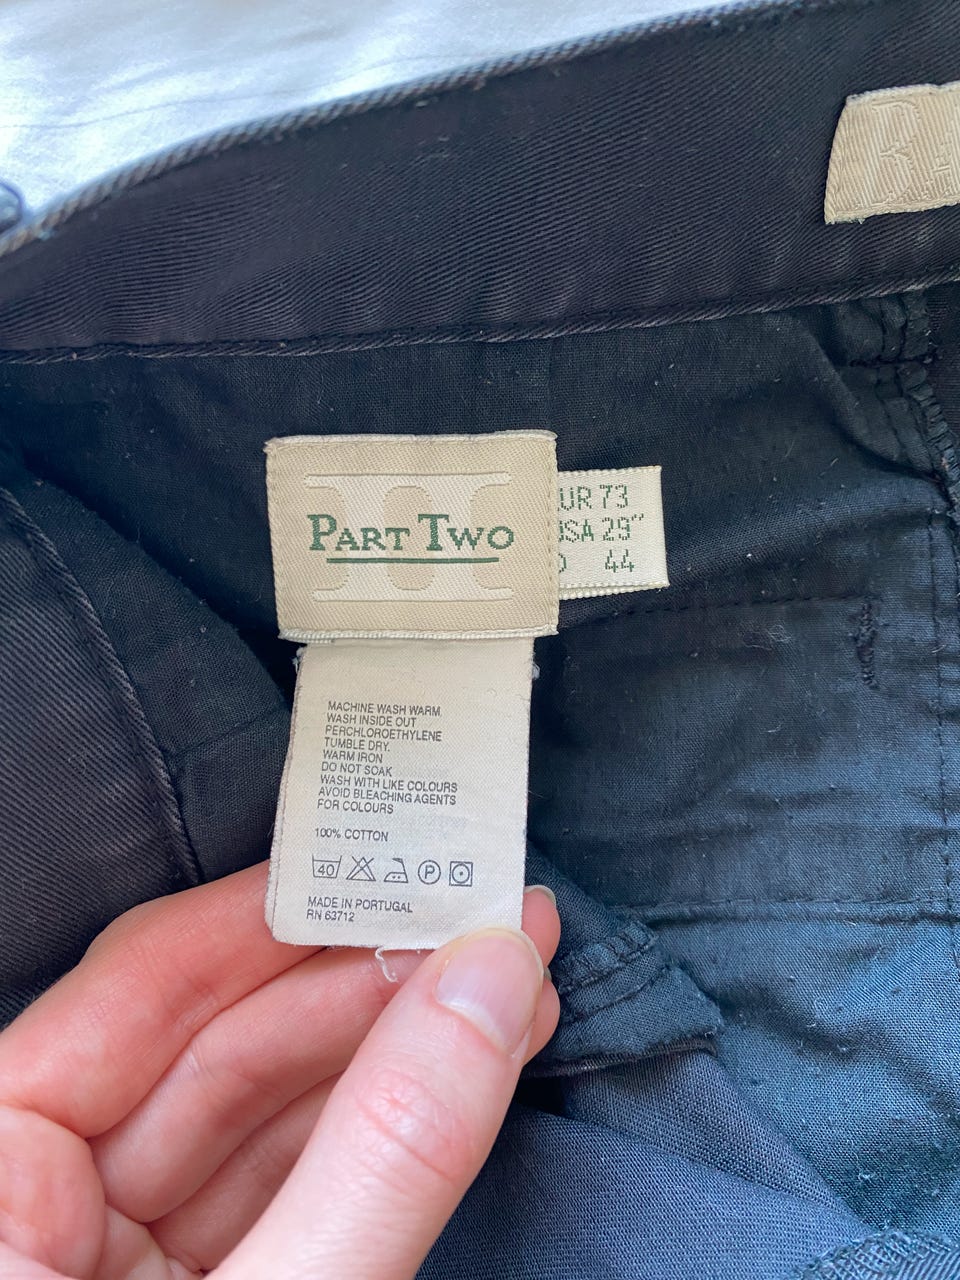 PART TWO
UR 73
USA 29"
44
MACHINE WASH WARM.
WASH INSIDE OUT
PERCHLOROETHYLENE
TUMBLE DRY.
WARM IRON
DO NOT SOAK
WASH WITH LIKE COLOURS
AVOID BLEACHING AGENTS
FOR COLOURS
100% COTTON
40 P
MADE IN PORTUGAL
RN 63712